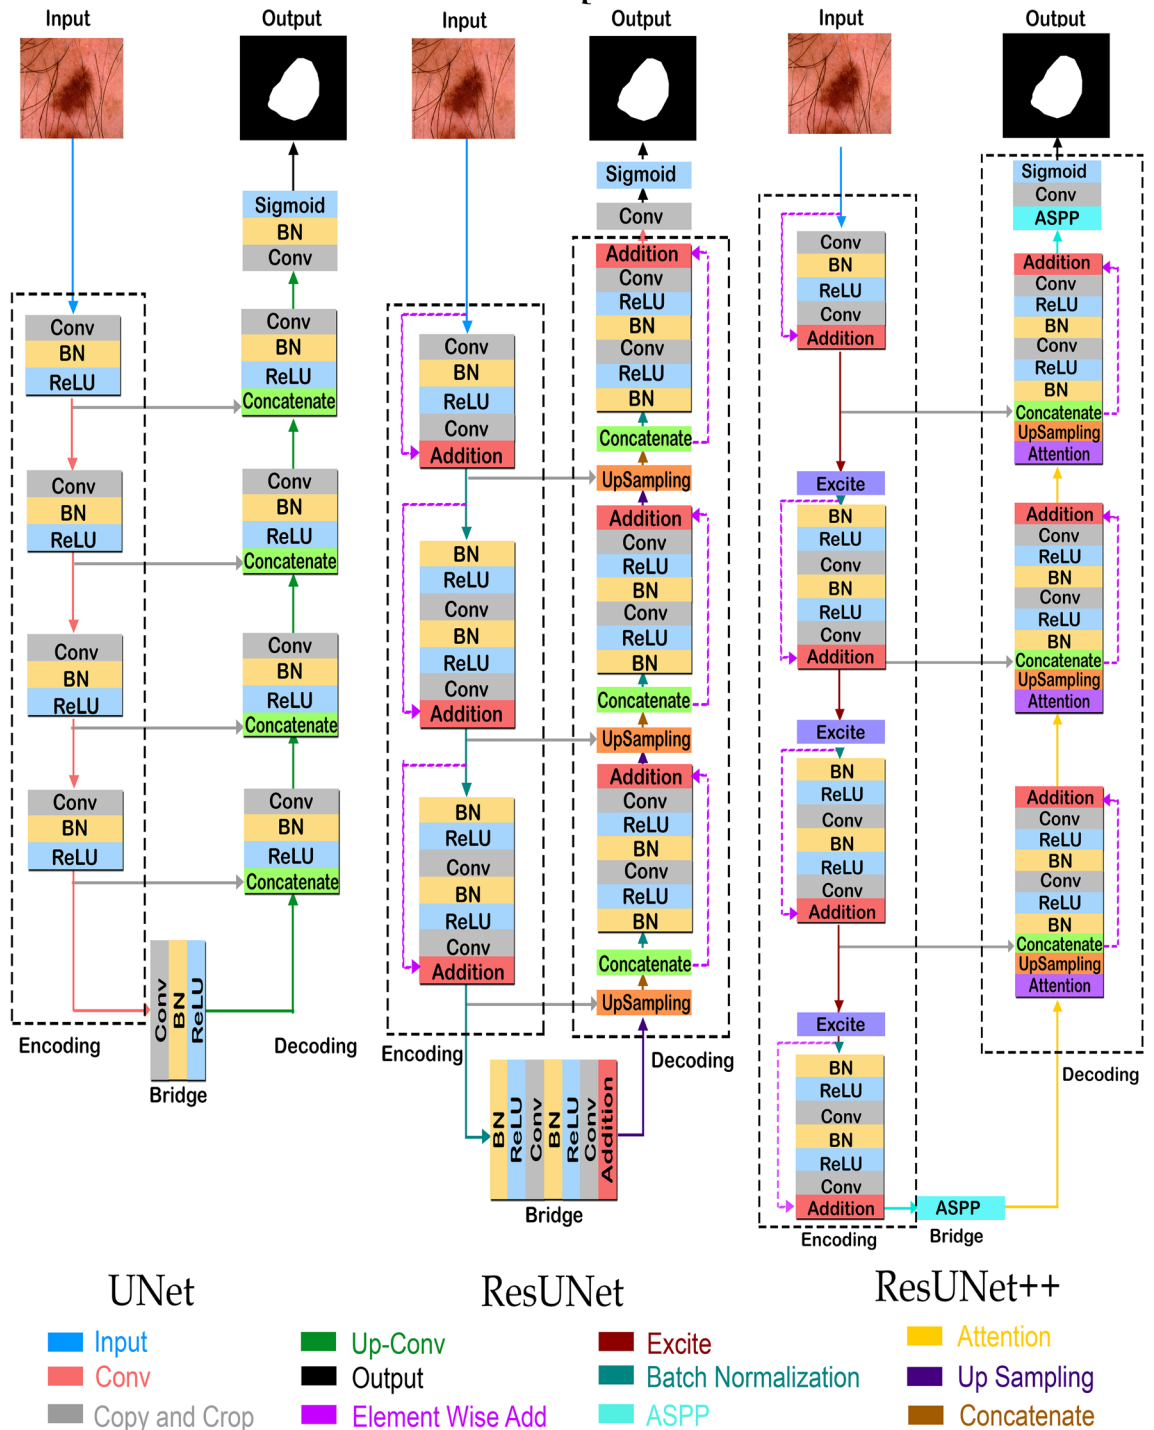 Input
Output
Sigmoid
BN
Conv
Conv
BN
ReLU
Conv
BN
ReLU
Concatenate
Conv
BN
ReLU
Conv
BN
ReLU
Concatenate
Conv
BN
ReLU
Conv
BN
ReLU
Concatenate
Conv
BN
ReLU
Conv
BN
ReLU
Concatenate
Conv
BN
ReLU
Encoding
Decoding
Bridge
Input
Output
Sigmoid
Conv
Conv
BN
ReLU
Conv
Addition
BN
ReLU
Conv
BN
ReLU
Conv
Addition
BN
ReLU
Conv
BN
ReLU
Conv
Addition
Addition
Conv
ReLU
BN
Conv
ReLU
BN
Concatenate
UpSampling
Addition
Conv
ReLU
BN
Conv
ReLU
BN
Concatenate
UpSampling
Addition
Conv
ReLU
BN
Conv
ReLU
BN
Concatenate
UpSampling
Encoding
Decoding
BN
ReLU
Conv
BN
ReLU
Conv
Addition
Bridge
Input
Output
Conv
BN
ReLU
Conv
Addition
Excite
BN
ReLU
Conv
BN
ReLU
Conv
Addition
Excite
BN
ReLU
Conv
BN
ReLU
Conv
Addition
Excite
BN
ReLU
Conv
BN
ReLU
Conv
Addition
Encoding
ASPP
Bridge
Sigmoid
Conv
ASPP
Addition
Conv
ReLU
BN
Conv
ReLU
BN
Concatenate
UpSampling
Attention
Addition
Conv
ReLU
BN
Conv
ReLU
BN
Concatenate
UpSampling
Attention
Addition
Conv
ReLU
BN
Conv
ReLU
BN
Concatenate
UpSampling
Attention
Decoding
UNet
ResUNet
ResUNet++
Input
Up-Conv
Excite
Attention
Conv
Output
Batch Normalization
Up Sampling
Copy and Crop
Element Wise Add
ASPP
Concatenate